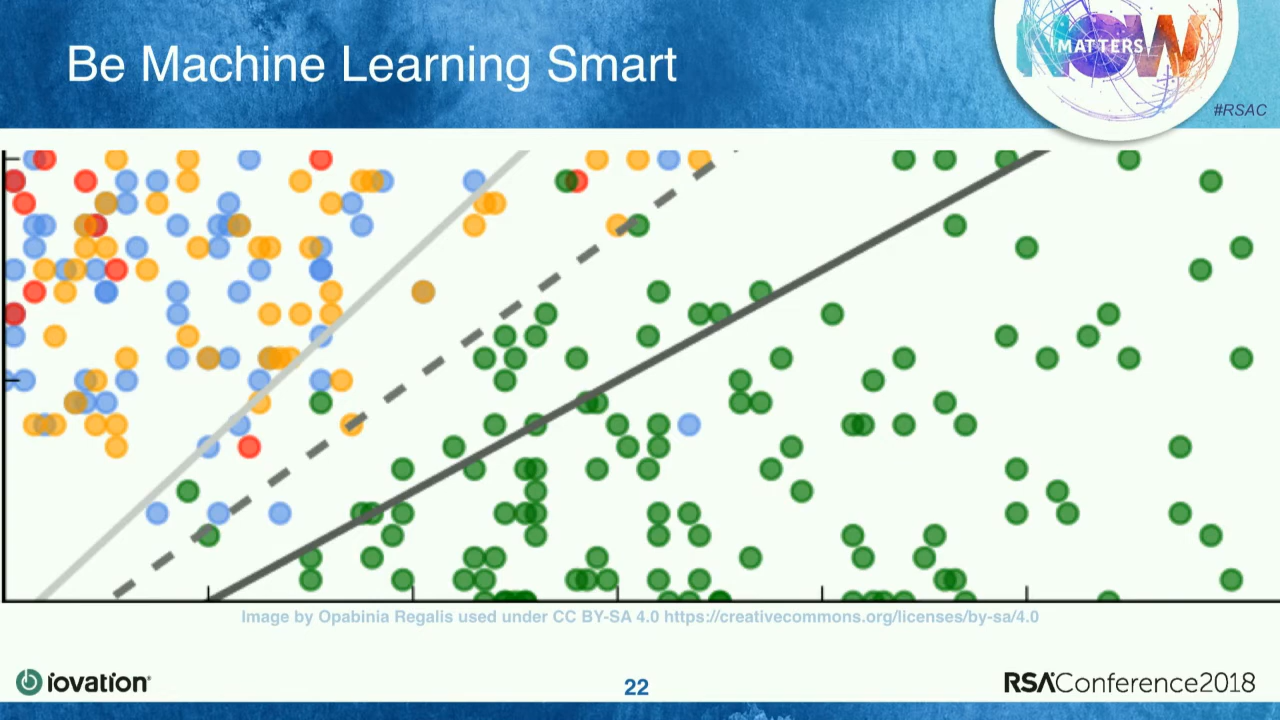 Be Machine Learning Smart
NOW
MATTERS
#RSAC
Image by Opabinia Regalis used under CC BY-SA 4.0 https://creativecommons.org/licenses/by-sa/4.0
iovation
22
RSAConference2018